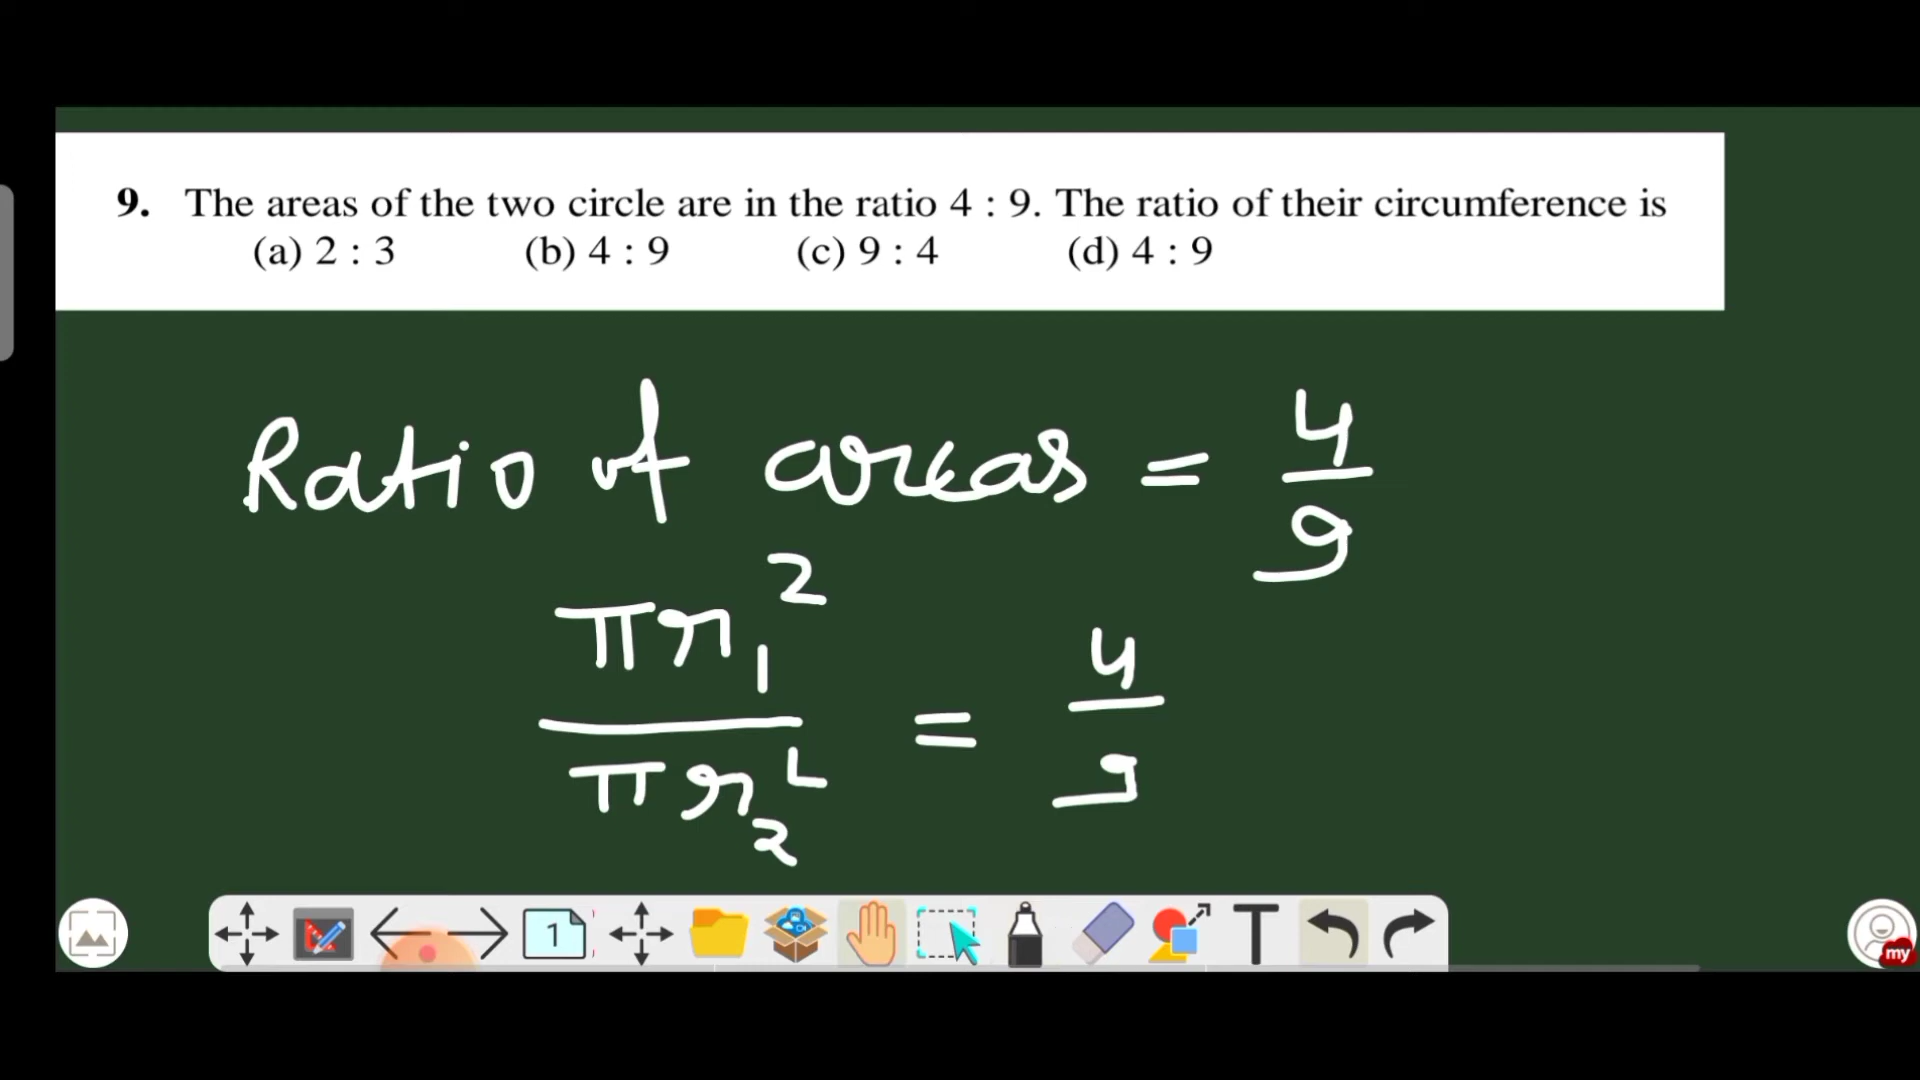 9. The areas of the two circle are in the ratio 4 : 9. The ratio of their circumference is
(a) 2 : 3 (b) 4 : 9 (c) 9 : 4 (d) 4 : 9
Ratio of areas = 4/9
πr₁²/πr₂² = 4/9
1
T
my